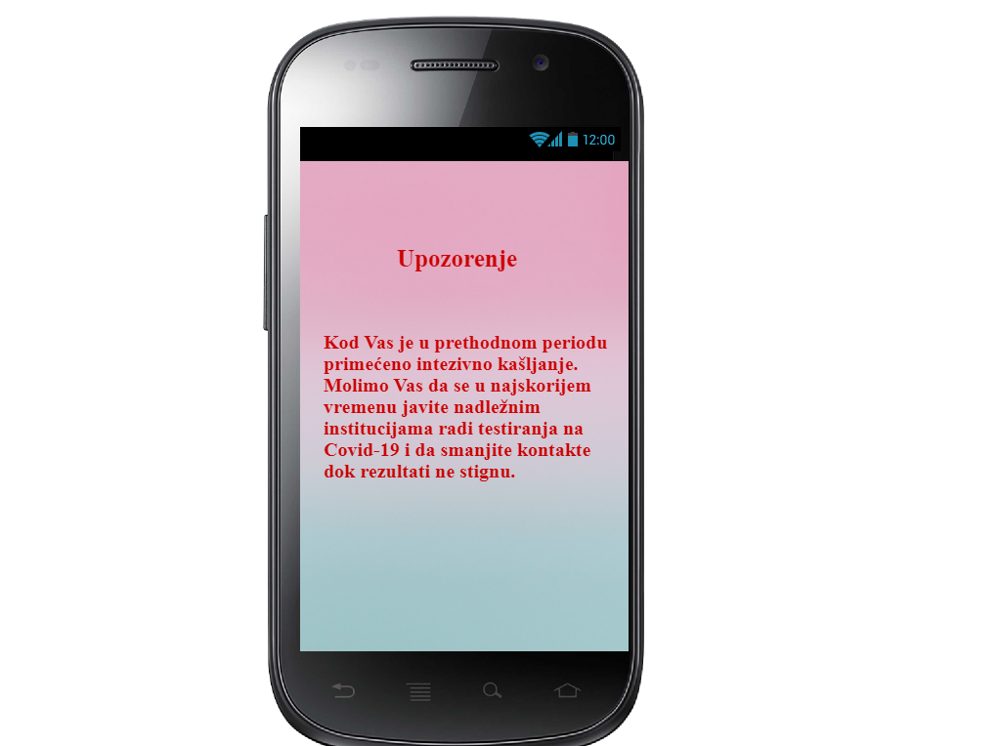 12:00
Upozorenje
Kod Vas je u prethodnom periodu
primećeno intezivno kašljanje.
Molimo Vas da se u najskorijem
vremenu javite nadležnim
institucijama radi testiranja na
Covid-19 i da smanjite kontakte
dok rezultati ne stignu.